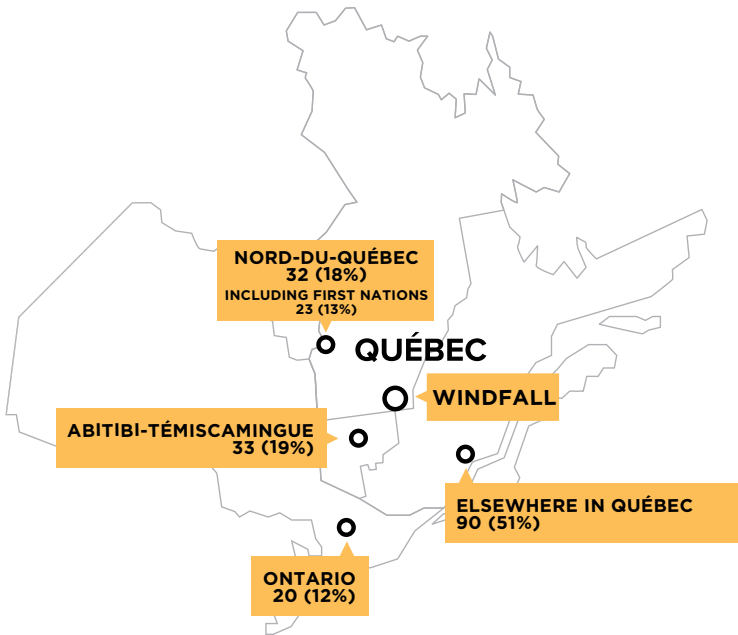 NORD-DU-QUÉBEC
32 (18%)
INCLUDING FIRST NATIONS
23 (13%)
QUÉBEC
WINDFALL
ABITIBI-TÉMISCAMINGUE
33 (19%)
ELSEWHERE IN QUÉBEC
90 (51%)
ONTARIO
20 (12%)